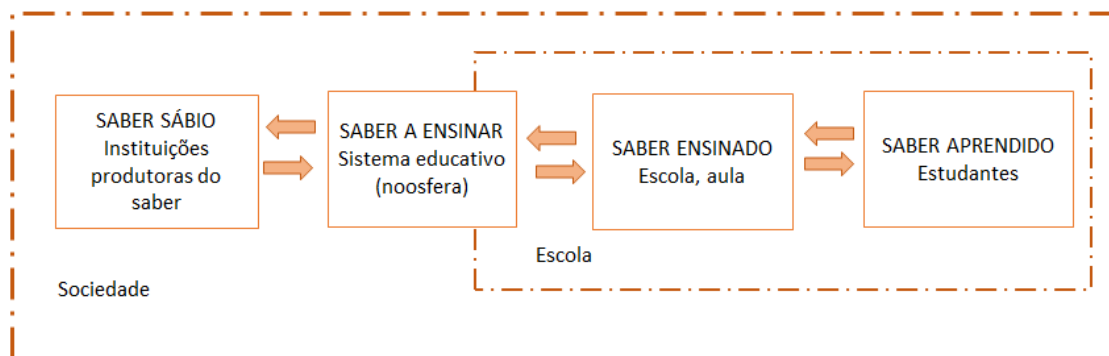 SABER SÁBIO
Instituições
produtoras do
saber
SABER A ENSINAR
Sistema educativo
(noosfera)
SABER ENSINADO
Escola, aula
SABER APRENDIDO
Estudantes
Escola
Sociedade